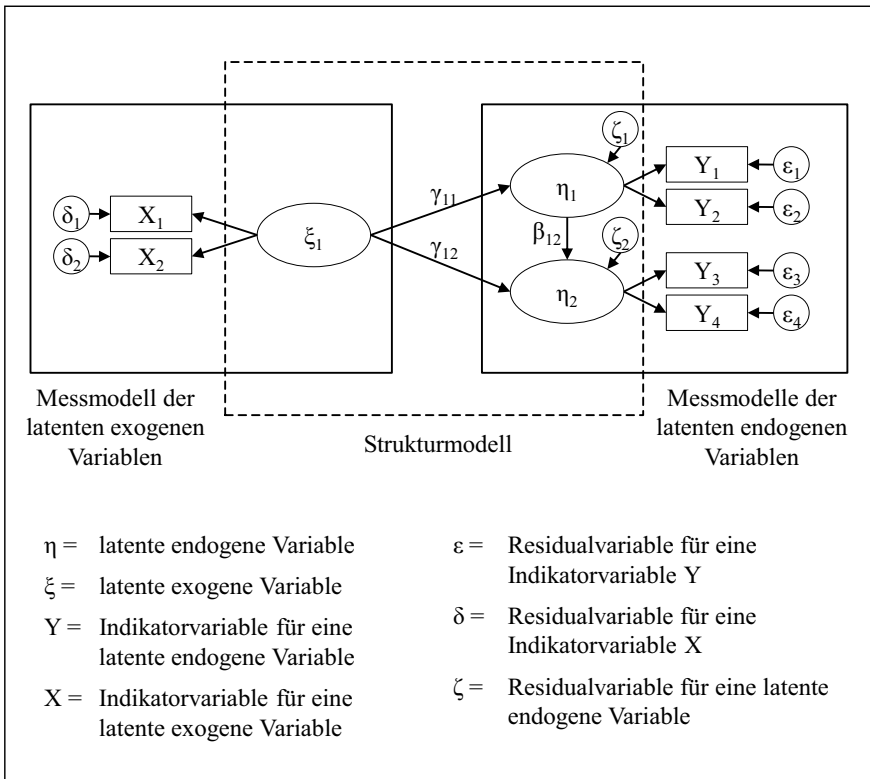 ζ1
Y1
ε1
η1
γ11
Y2
ε2
δ1
X1
ξ1
β12
ζ2
δ2
X2
γ12
Y3
ε3
η2
Y4
ε4
Messmodell der
latenten exogenen
Variablen
Strukturmodell
Messmodelle der
latenten endogenen
Variablen
η = latente endogene Variable
ξ = latente exogene Variable
Y = Indikatorvariable für eine
latente endogene Variable
X = Indikatorvariable für eine
latente exogene Variable
ε = Residualvariable für eine
Indikatorvariable Y
δ = Residualvariable für eine
Indikatorvariable X
ζ = Residualvariable für eine latente
endogene Variable